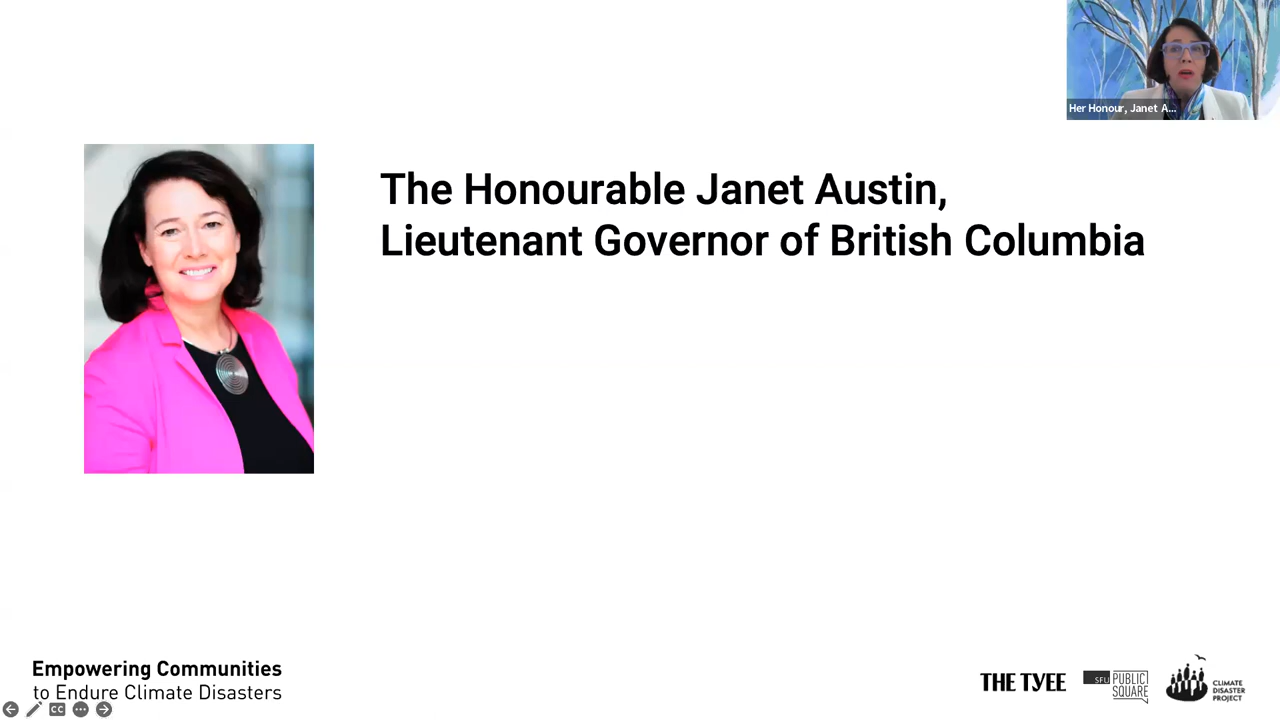 Her Honour, Janet A...
The Honourable Janet Austin,
Lieutenant Governor of British Columbia
Empowering Communities
to Endure Climate Disasters
CC
THE TYEE
SFU
PUBLIC
SQUARE
CLIMATE
DISASTER
PROJECT